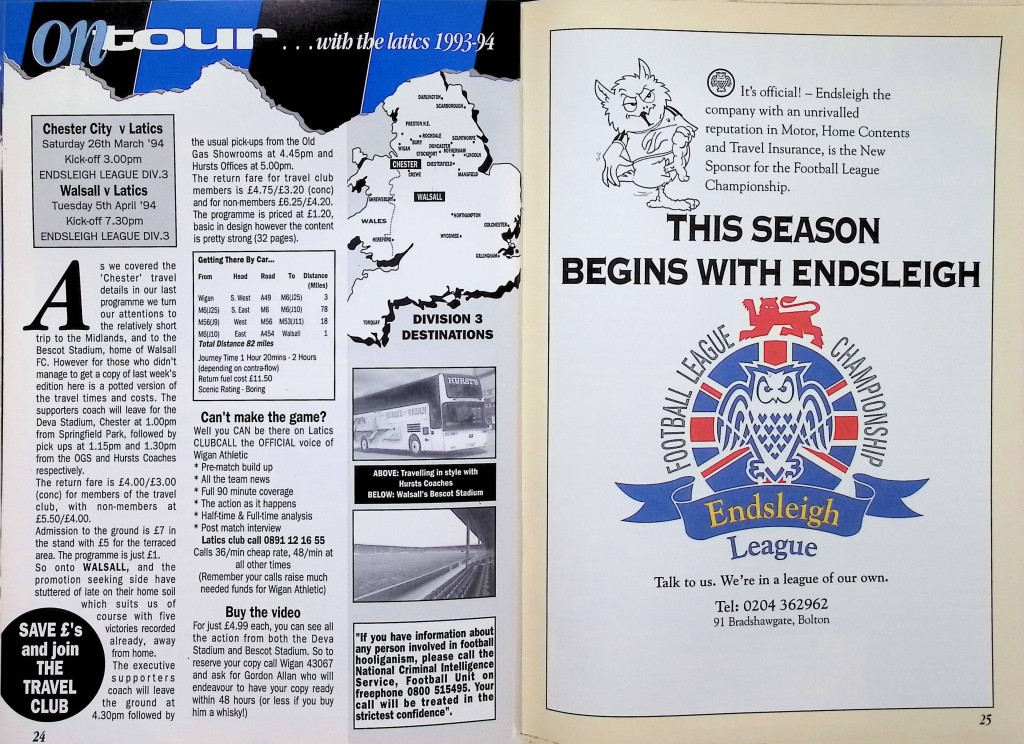 on tour ...with the latics 1993-94
Chester City v Latics
Saturday 26th March '94
Kick-off 3.00pm
ENDSLEIGH LEAGUE DIV.3
Walsall v Latics
Tuesday 5th April '94
Kick-off 7.30pm
ENDSLEIGH LEAGUE DIV.3
As we covered the
'Chester' travel
details in our last
programme we turn
our attentions to
the relatively short
trip to the Midlands, and to the
Bescot Stadium, home of Walsall
FC. However for those who didn't
manage to get a copy of last week's
edition here is a potted version of
the travel times and costs. The
supporters coach will leave for the
Deva Stadium, Chester at 1.00pm
from Springfield Park, followed by
pick ups at 1.15pm and 1.30pm
from the OGS and Hursts Coaches
respectively.
The return fare is £4.00/£3.00
(conc) for members of the travel
club, with non-members at
£5.50/£4.00.
Admission to the ground is £7 in
the stand with £5 for the terraced
area. The programme is just £1.
So onto WALSALL, and the
promotion seeking side have
stuttered of late on their home soil
which suits us of
course with five
victories recorded
already, away
from home.
The executive
supporters
coach will leave
the ground at
4.30pm followed by
SAVE £'s
and join
THE
TRAVEL
CLUB
24
the usual pick-ups from the Old
Gas Showrooms at 4.45pm and
Hursts Offices at 5.00pm.
The return fare for travel club
members is £4.75/£3.20 (conc)
and for non-members £6.25/£4.20.
The programme is priced at £1.20,
basic in design however the content
is pretty strong (32 pages).
Getting There By Car...
From Head Road To Distance
(Miles)
Wigan S. West A49 M6(J25) 3
M6(J25) S. East M6 M6(J10) 78
M56(J9) West M56 M53(J11) 18
M6(J10) East A454 Walsall 1
Total Distance 82 miles
Journey Time 1 Hour 20mins - 2 Hours
(depending on contra-flow)
Return fuel cost £11.50
Scenic Rating - Boring
Can't make the game?
Well you CAN be there on Latics
CLUBCALL the OFFICIAL voice of
Wigan Athletic
* Pre-match build up
* All the team news
* Full 90 minute coverage
* The action as it happens
* Half-time & Full-time analysis
* Post match interview
Latics club call 0891 12 16 55
Calls 36/min cheap rate, 48/min at
all other times
(Remember your calls raise much
needed funds for Wigan Athletic)
Buy the video
For just £4.99 each, you can see all
the action from both the Deva
Stadium and Bescot Stadium. So to
reserve your copy call Wigan 43067
and ask for Gordon Allan who will
endeavour to have your copy ready
within 48 hours (or less if you buy
him a whisky!)
DARLINGTON
SCARBOROUGH
PRESTON N.E.
ROCHDALE
BURY
SCUNTHORPE
WIGAN
DONCASTER
STOCKPORT
ROTHERHAM
LINCOLN
CHESTER
CHESTERFIELD
CREWE
MANSFIELD
SHREWSBURY
WALSALL
WALES
NORTHAMPTON
COLCHESTER
HEREFORD
WYCOMBE
GILLINGHAM
TORQUAY
DIVISION 3
DESTINATIONS
HURST'S
ABOVE: Travelling in style with
Hursts Coaches
BELOW: Walsall's Bescot Stadium
"If you have information about
any person involved in football
hooliganism, please call the
National Criminal Intelligence
Service, Football Unit on
freephone 0800 515495. Your
call will be treated in the
strictest confidence".
It's official! – Endsleigh the
company with an unrivalled
reputation in Motor, Home Contents
and Travel Insurance, is the New
Sponsor for the Football League
Championship.
THIS SEASON
BEGINS WITH ENDSLEIGH
FOOTBALL LEAGUE CHAMPIONSHIP
Endsleigh
League
Talk to us. We're in a league of our own.
Tel: 0204 362962
91 Bradshawgate, Bolton
25